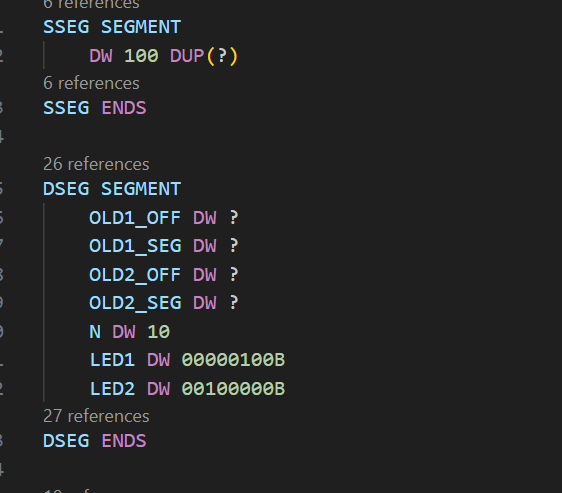 6 references
SSEG SEGMENT
DW 100 DUP(?)
6 references
SSEG ENDS
26 references
DSEG SEGMENT
OLD1_OFF DW ?
OLD1_SEG DW ?
OLD2_OFF DW ?
OLD2_SEG DW ?
N DW 10
LED1 DW 00000100B
LED2 DW 00100000B
27 references
DSEG ENDS